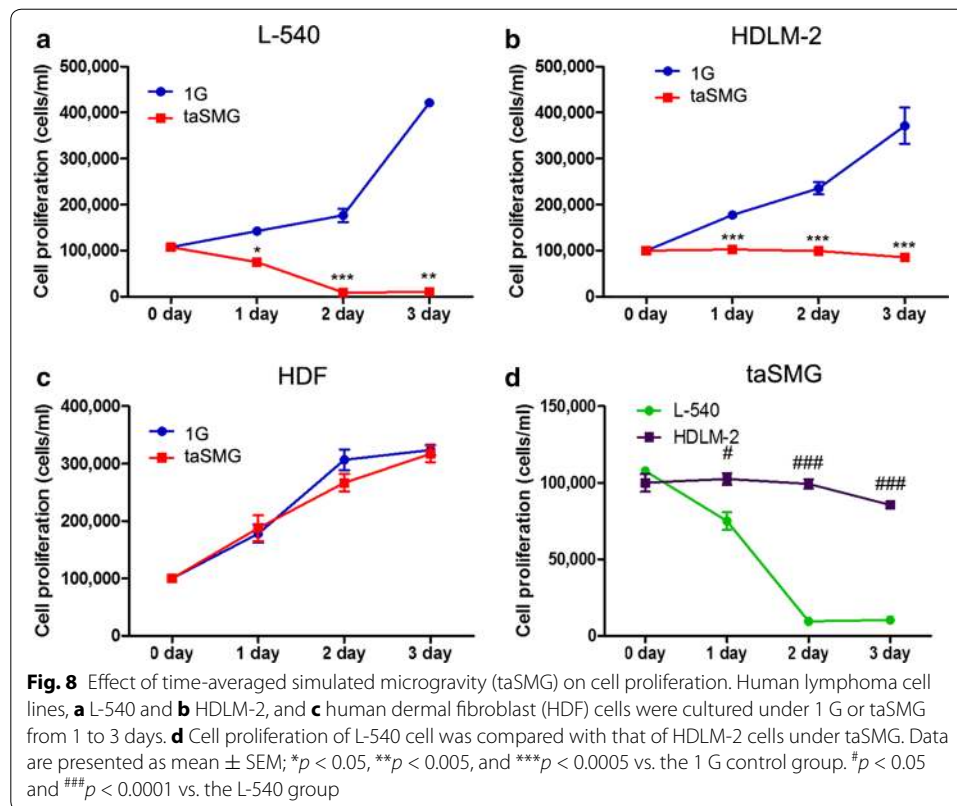 a
L-540
Cell proliferation (cells/ml)
500,000
400,000
300,000
200,000
100,000
0
1G
taSMG
*
***
**
0 day 1 day 2 day 3 day
b
HDLM-2
Cell proliferation (cells/ml)
500,000
400,000
300,000
200,000
100,000
0
1G
taSMG
***
***
***
0 day 1 day 2 day 3 day
c
HDF
Cell proliferation (cells/ml)
400,000
300,000
200,000
100,000
0
1G
taSMG
0 day 1 day 2 day 3 day
d
taSMG
Cell proliferation (cells/ml)
150,000
100,000
50,000
0
L-540
HDLM-2
#
###
###
0 day 1 day 2 day 3 day
Fig. 8 Effect of time-averaged simulated microgravity (taSMG) on cell proliferation. Human lymphoma cell
lines, a L-540 and b HDLM-2, and c human dermal fibroblast (HDF) cells were cultured under 1 G or taSMG
from 1 to 3 days. d Cell proliferation of L-540 cell was compared with that of HDLM-2 cells under taSMG. Data
are presented as mean ± SEM; *p < 0.05, **p < 0.005, and ***p < 0.0005 vs. the 1 G control group. #p < 0.05
and ###p < 0.0001 vs. the L-540 group